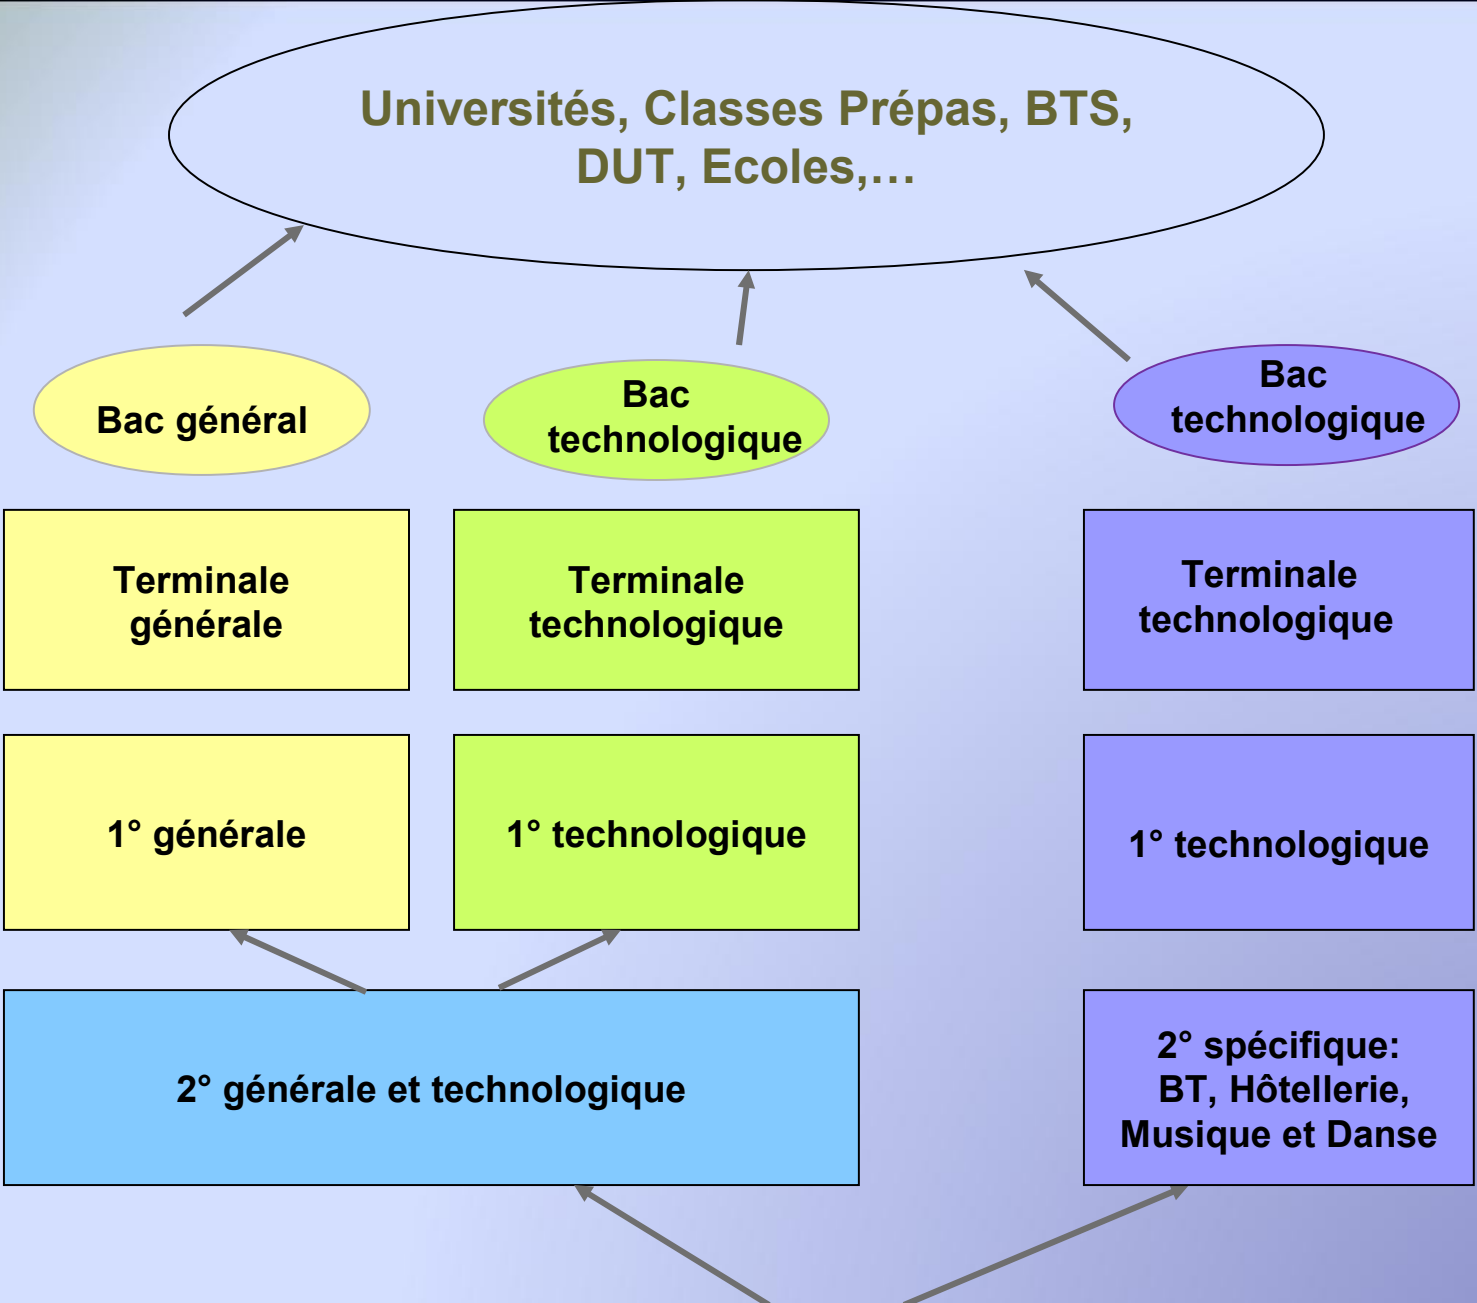 Universités, Classes Prépas, BTS,
DUT, Ecoles,…
Bac général
Bac
technologique
Bac
technologique
Terminale
générale
Terminale
technologique
Terminale
technologique
1° générale
1° technologique
1° technologique
2° générale et technologique
2° spécifique:
BT, Hôtellerie,
Musique et Danse